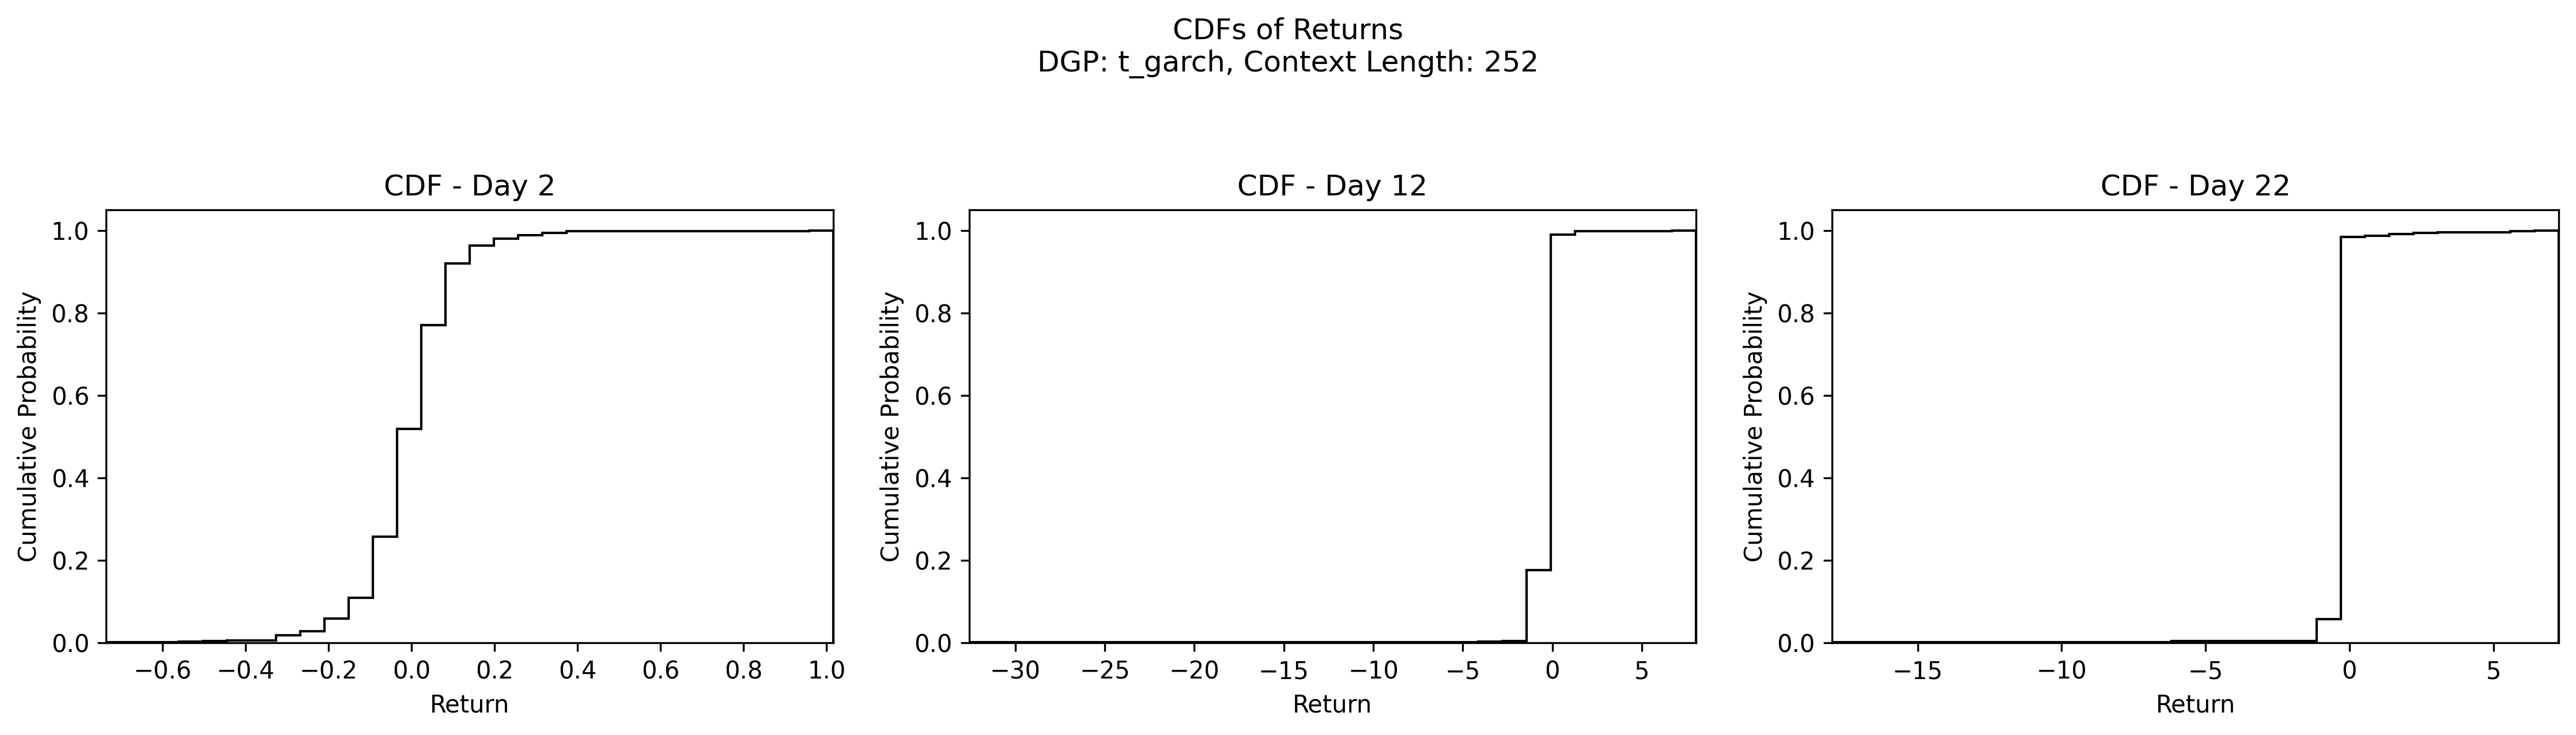 CDFs of Returns
DGP: t_garch, Context Length: 252
CDF - Day 2
1.0
0.8
0.6
0.4
0.2
0.0
Cumulative Probability
−0.6 −0.4 −0.2 0.0 0.2 0.4 0.6 0.8 1.0
Return
CDF - Day 12
1.0
0.8
0.6
0.4
0.2
0.0
Cumulative Probability
−30 −25 −20 −15 −10 −5 0 5
Return
CDF - Day 22
1.0
0.8
0.6
0.4
0.2
0.0
Cumulative Probability
−15 −10 −5 0 5
Return